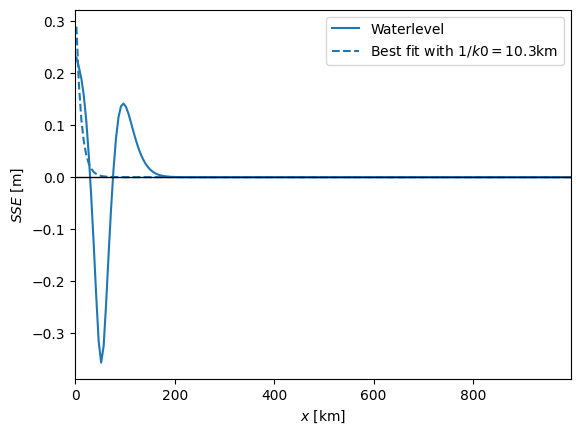 0.3
0.2
0.1
0.0
−0.1
−0.2
−0.3
SSE [m]
Waterlevel
Best fit with 1/k0 = 10.3km
0 200 400 600 800
x [km]